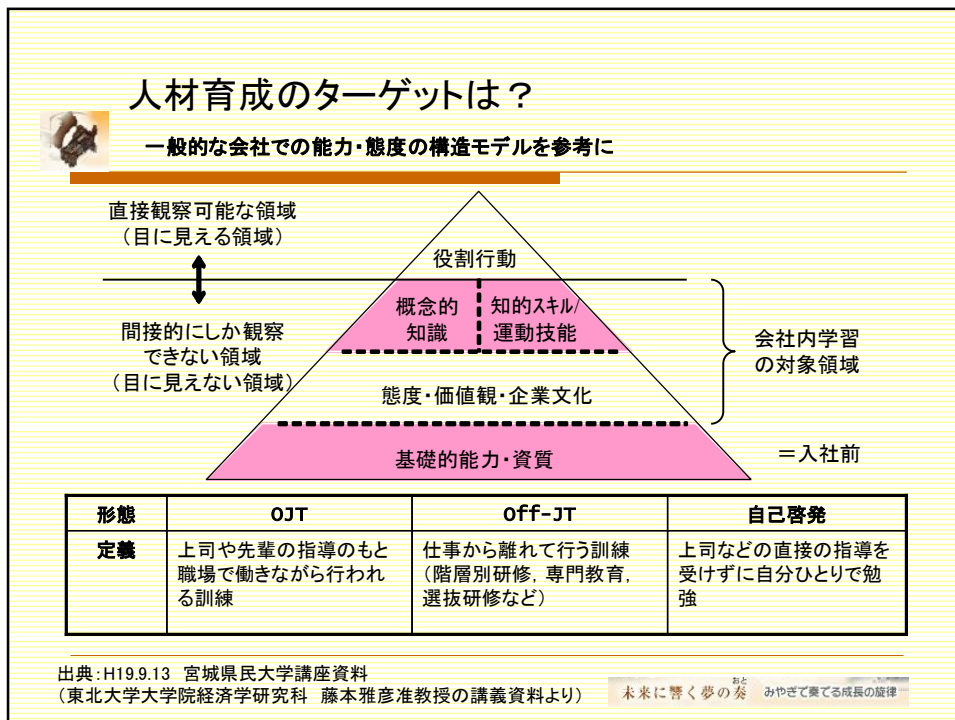 人材育成のターゲットは？
一般的な会社での能力・態度の構造モデルを参考に
直接観察可能な領域
（目に見える領域）
間接的にしか観察
できない領域
（目に見えない領域）
役割行動
概念的
知識
知的スキル/
運動技能
態度・価値観・企業文化
基礎的能力・資質
会社内学習
の対象領域
＝入社前
形態
OJT
Off-JT
自己啓発
定義
上司や先輩の指導のもと
職場で働きながら行われ
る訓練
仕事から離れて行う訓練
（階層別研修，専門教育，
選抜研修など）
上司などの直接の指導を
受けずに自分ひとりで勉
強
出典：H19.9.13　宮城県民大学講座資料
（東北大学大学院経済学研究科　藤本雅彦准教授の講義資料より）
おと
未来に響く夢の奏　みやぎで奏でる成長の旋律